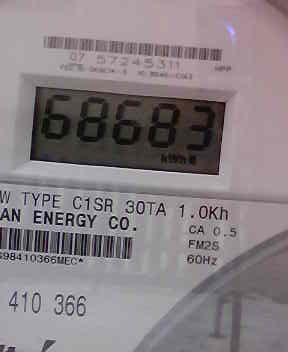 07 57245311
68683
kWh
W TYPE C1SR 30TA 1.0Kh
AN ENERGY CO.
CA 0.5
FM2S
60Hz
98410366MEC*
410 366